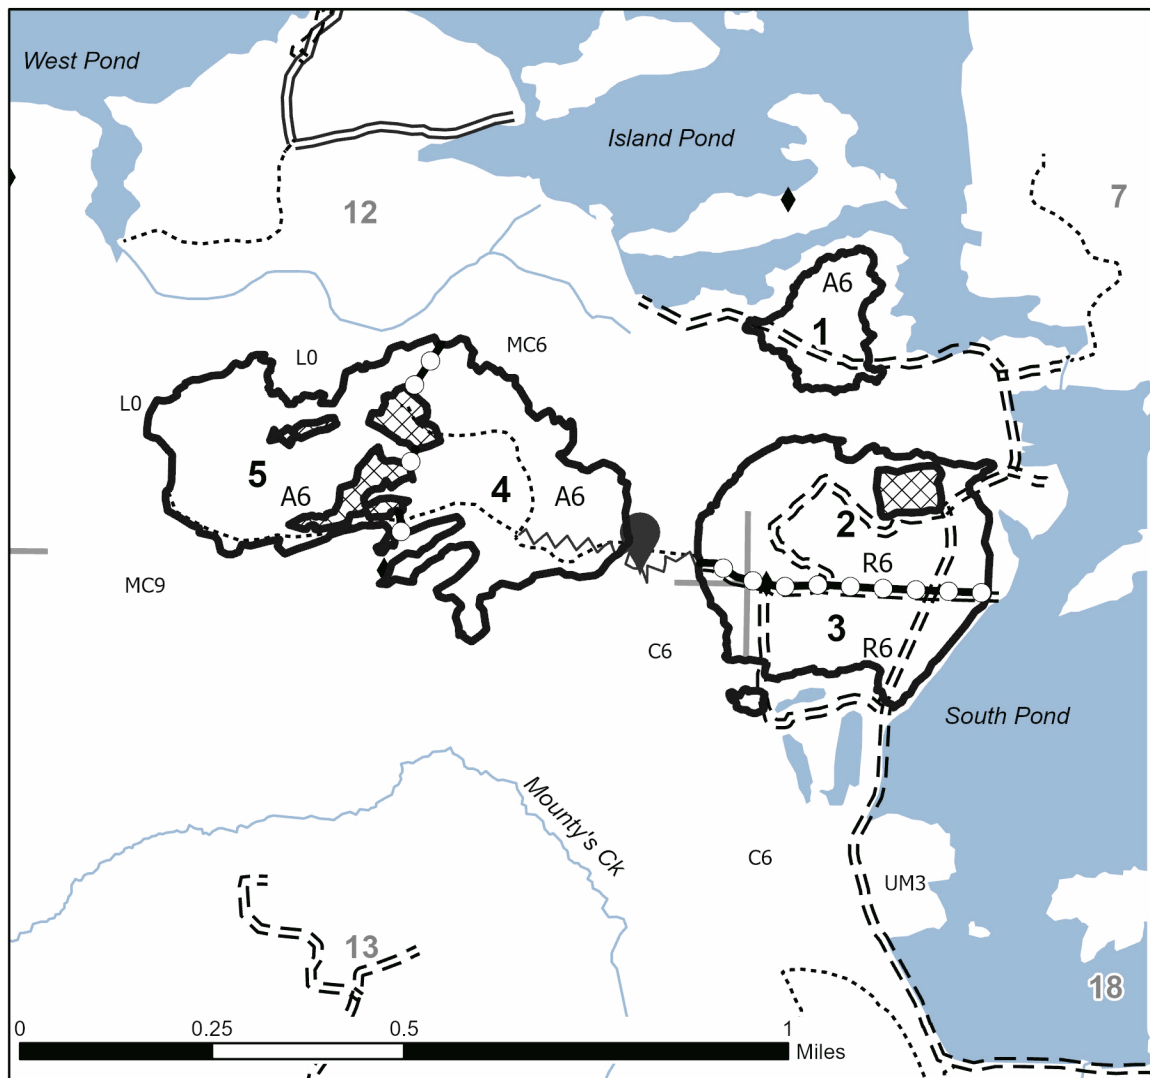 West Pond
Island Pond
7
12
A6
1
MC6
L0
L0
5
A6
4
A6
2
R6
MC9
3
R6
C6
South Pond
Mounty's Ck
C6
UM3
13
18
0 0.25 0.5 1
Miles